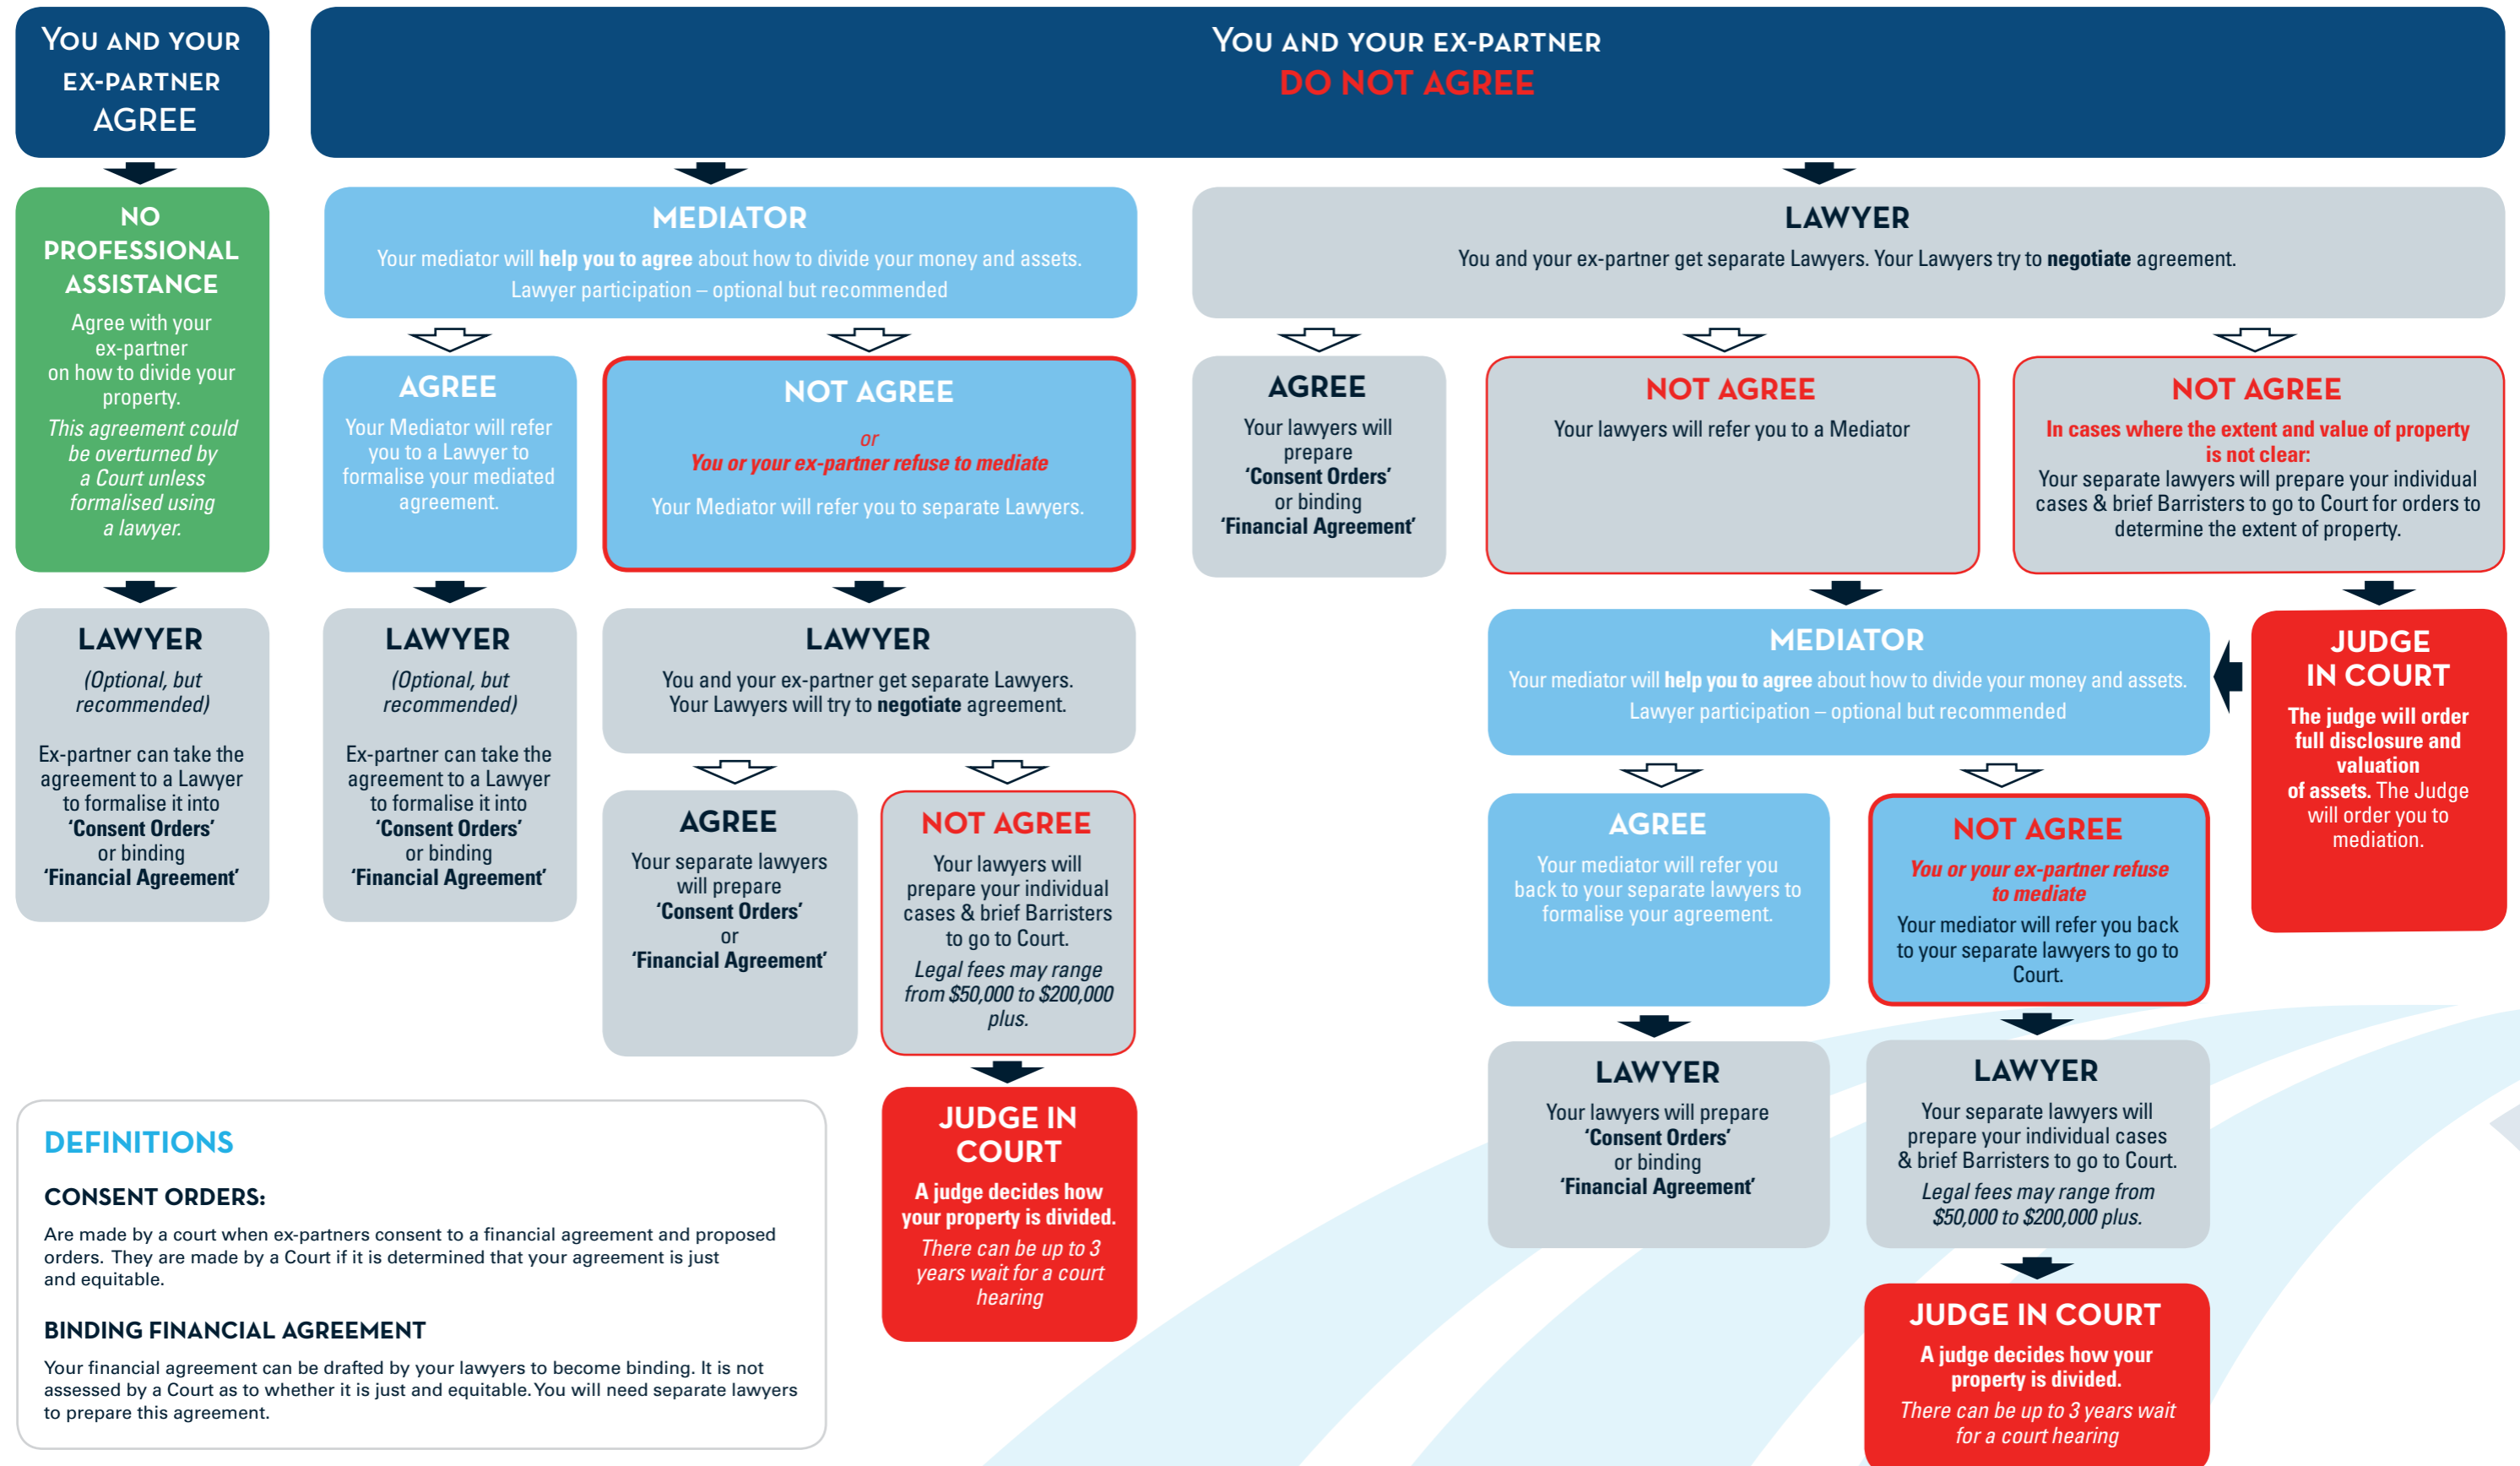 YOU AND YOUR
EX-PARTNER
AGREE
YOU AND YOUR EX-PARTNER
DO NOT AGREE
NO
PROFESSIONAL
ASSISTANCE
Agree with your
ex-partner
on how to divide your
property.
This agreement could
be overturned by
a Court unless
formalised using
a lawyer.
LAWYER
(Optional, but
recommended)
Ex-partner can take the
agreement to a Lawyer
to formalise it into
‘Consent Orders’
or binding
‘Financial Agreement’
MEDIATOR
Your mediator will help you to agree about how to divide your money and assets.
Lawyer participation – optional but recommended
AGREE
Your Mediator will refer
you to a Lawyer to
formalise your mediated
agreement.
LAWYER
(Optional, but
recommended)
Ex-partner can take the
agreement to a Lawyer
to formalise it into
‘Consent Orders’
or binding
‘Financial Agreement’
NOT AGREE
or
You or your ex-partner refuse to mediate
Your Mediator will refer you to separate Lawyers.
LAWYER
You and your ex-partner get separate Lawyers.
Your Lawyers will try to negotiate agreement.
AGREE
Your separate lawyers
will prepare
‘Consent Orders’
or
‘Financial Agreement’
NOT AGREE
Your lawyers will
prepare your individual
cases & brief Barristers
to go to Court.
Legal fees may range
from $50,000 to $200,000
plus.
JUDGE IN
COURT
A judge decides how
your property is divided.
There can be up to 3
years wait for a court
hearing
LAWYER
You and your ex-partner get separate Lawyers. Your Lawyers try to negotiate agreement.
AGREE
Your lawyers will
prepare
‘Consent Orders’
or binding
‘Financial Agreement’
NOT AGREE
Your lawyers will refer you to a Mediator
NOT AGREE
In cases where the extent and value of property
is not clear:
Your separate lawyers will prepare your individual
cases & brief Barristers to go to Court for orders to
determine the extent of property.
MEDIATOR
Your mediator will help you to agree about how to divide your money and assets.
Lawyer participation – optional but recommended
JUDGE
IN COURT
The judge will order
full disclosure and
valuation
of assets. The Judge
will order you to
mediation.
AGREE
Your mediator will refer you
back to your separate lawyers to
formalise your agreement.
NOT AGREE
You or your ex-partner refuse
to mediate
Your mediator will refer you back
to your separate lawyers to go to
Court.
LAWYER
Your lawyers will prepare
‘Consent Orders’
or binding
‘Financial Agreement’
LAWYER
Your separate lawyers will
prepare your individual cases
& brief Barristers to go to Court.
Legal fees may range from
$50,000 to $200,000 plus.
JUDGE IN COURT
A judge decides how your
property is divided.
There can be up to 3 years wait
for a court hearing
DEFINITIONS
CONSENT ORDERS:
Are made by a court when ex-partners consent to a financial agreement and proposed
orders. They are made by a Court if it is determined that your agreement is just
and equitable.
BINDING FINANCIAL AGREEMENT
Your financial agreement can be drafted by your lawyers to become binding. It is not
assessed by a Court as to whether it is just and equitable. You will need separate lawyers
to prepare this agreement.